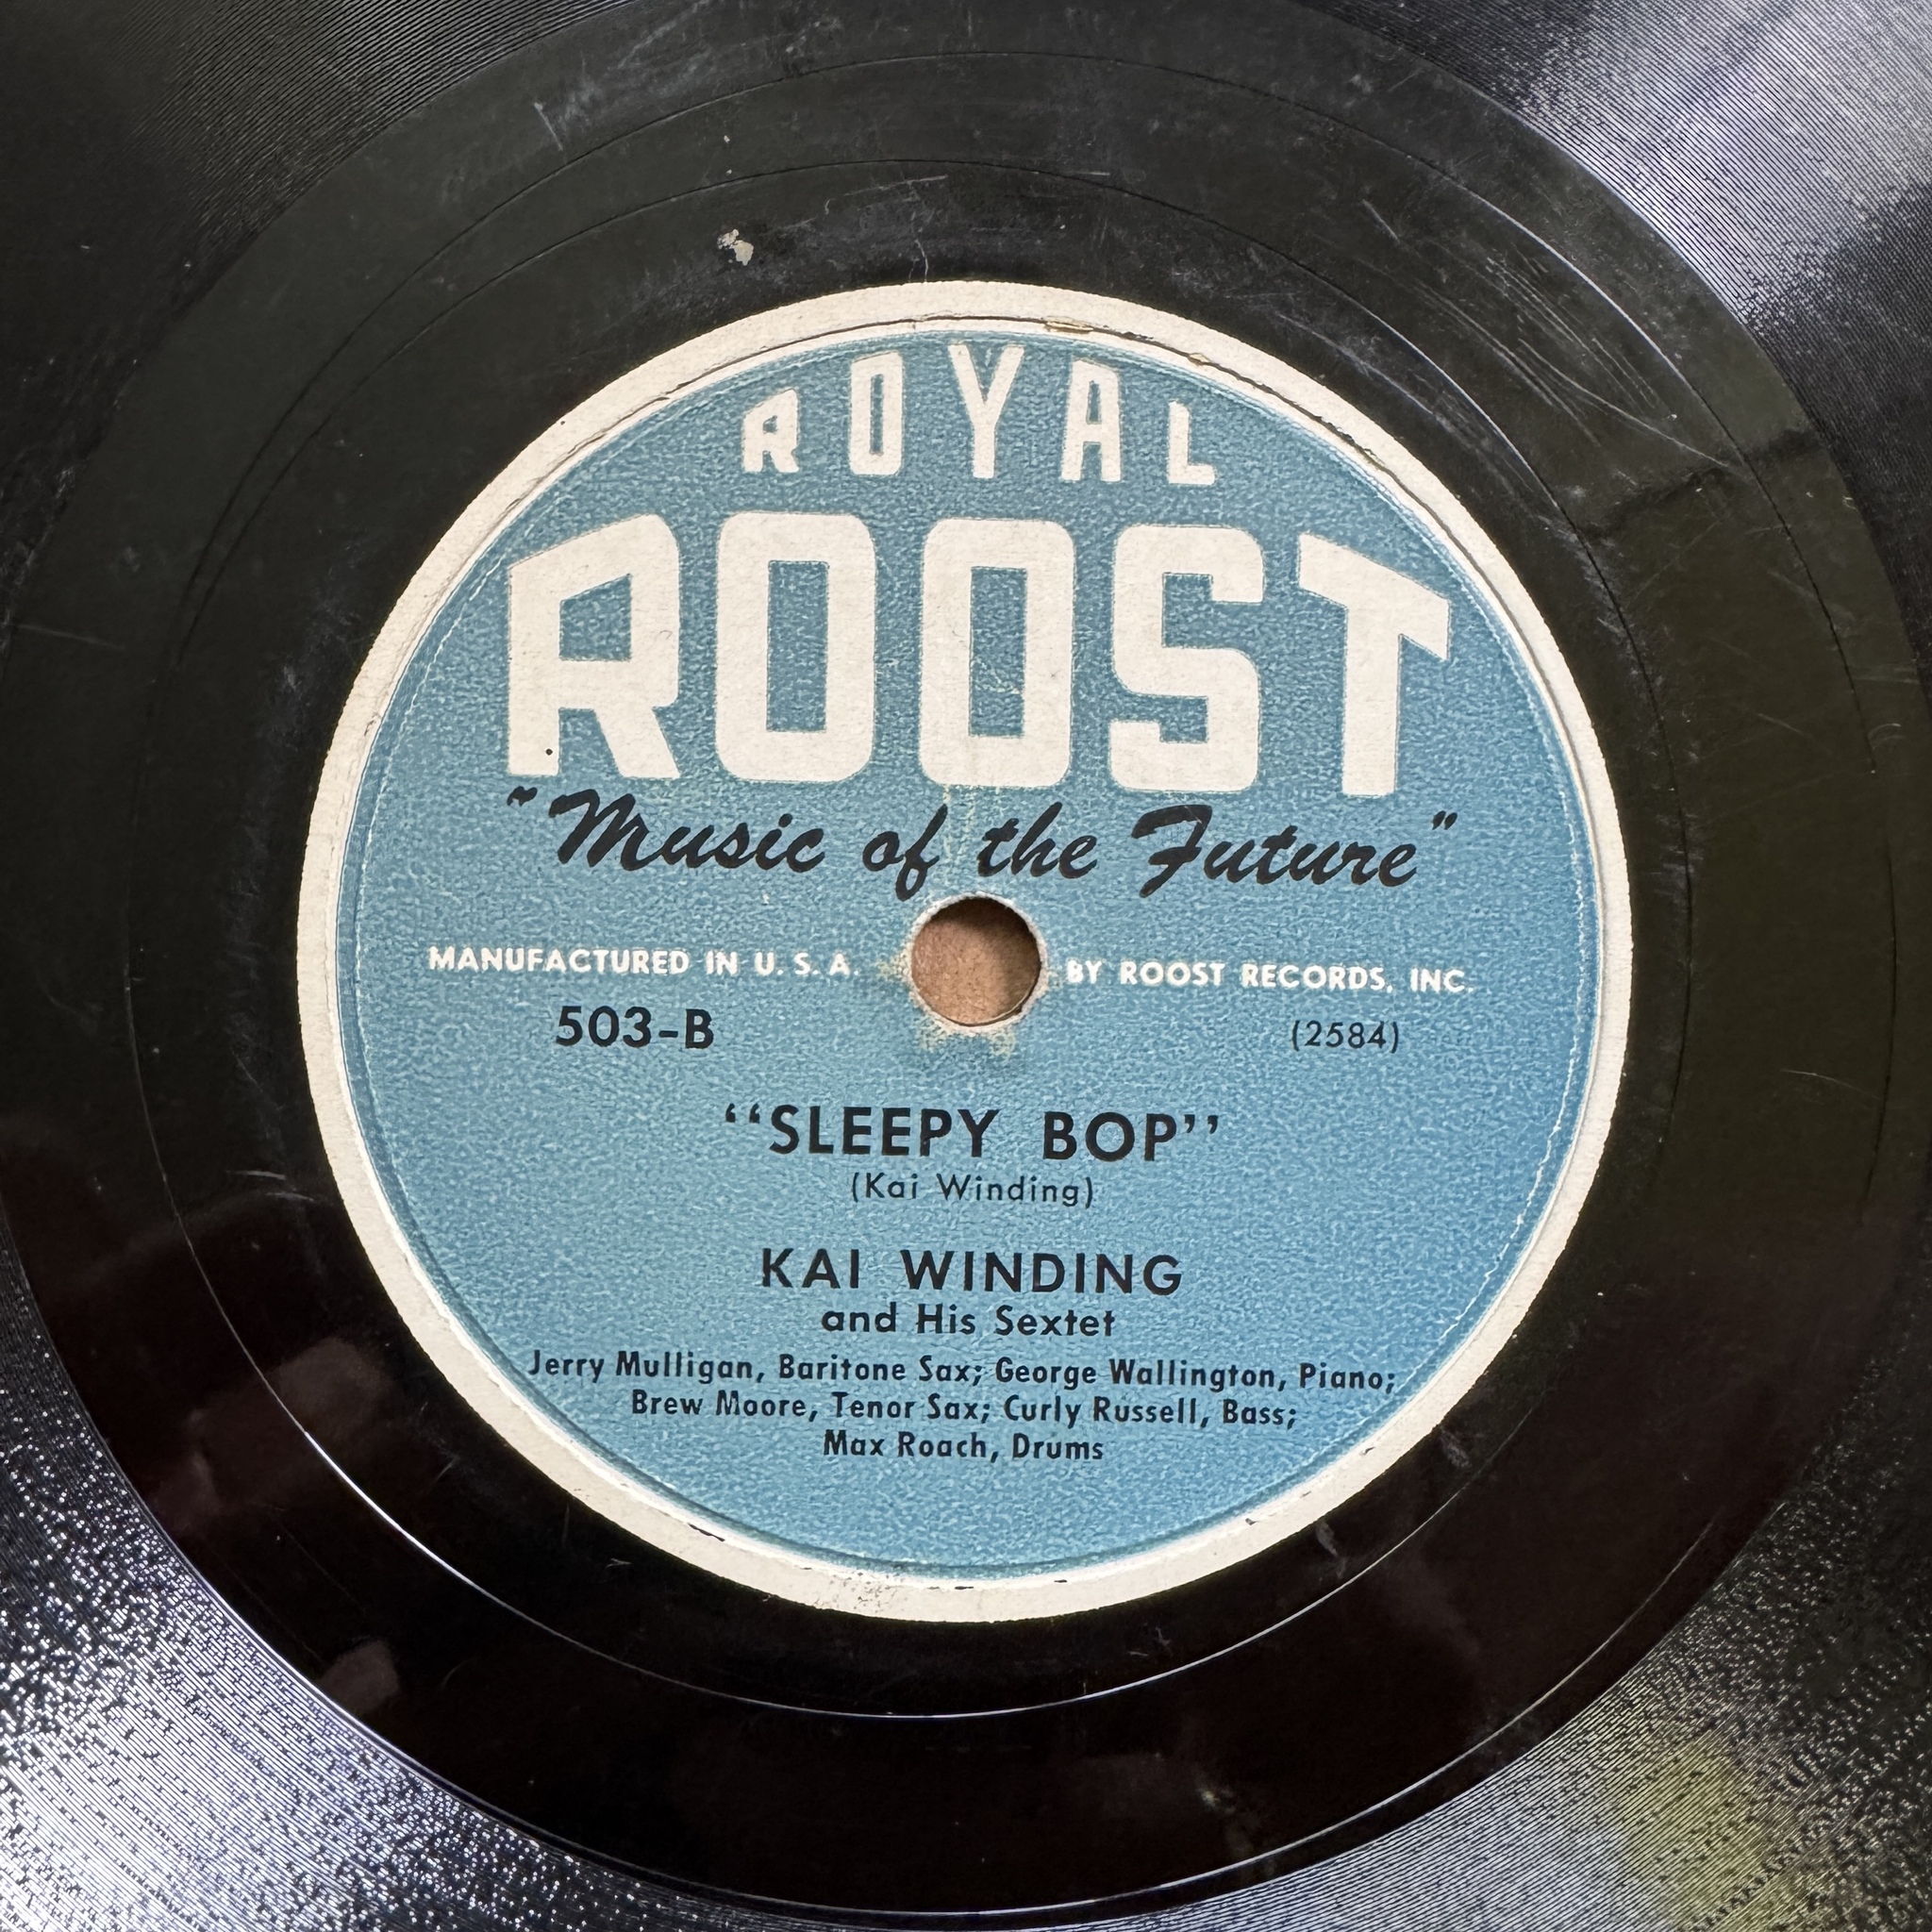 ROYAL
ROOST
"Music of the Future"
MANUFACTURED IN U. S. A. BY ROOST RECORDS, INC.
503-B (2584)
“SLEEPY BOP”
(Kai Winding)
KAI WINDING
and His Sextet
Jerry Mulligan, Baritone Sax; George Wallington, Piano;
Brew Moore, Tenor Sax; Curly Russell, Bass;
Max Roach, Drums